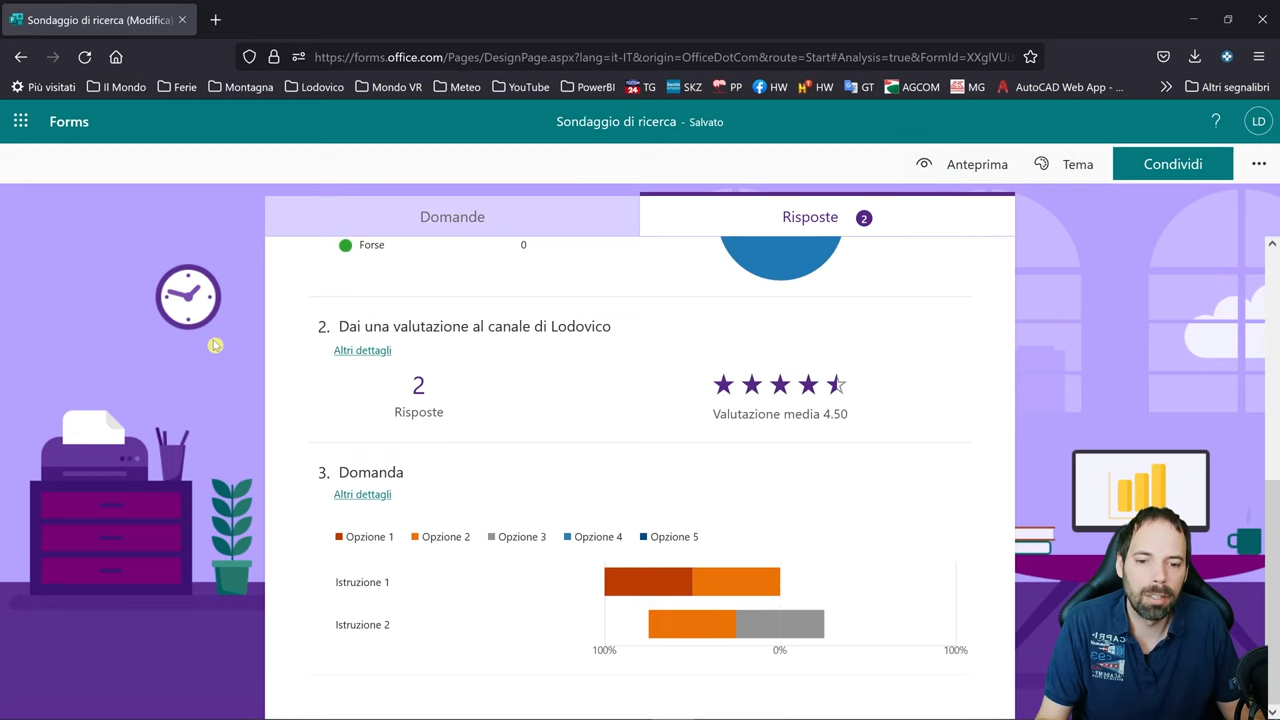 Sondaggio di ricerca (Modifica)
https://forms.office.com/Pages/DesignPage.aspx?lang=it-IT&origin=OfficeDotCom&route=Start#Analysis=true&FormId=
Più visitati Il Mondo Ferie Montagna Lodovico Mondo VR Meteo YouTube PowerBI TG SKZ PP HW HW GT AGCOM MG AutoCAD Web App - ... Altri segnalibri
Forms Sondaggio di ricerca - Salvato ? LD
Anteprima Tema Condividi
Domande Risposte 2
Forse 0
2. Dai una valutazione al canale di Lodovico
Altri dettagli
2
Risposte
Valutazione media 4.50
3. Domanda
Altri dettagli
Opzione 1 Opzione 2 Opzione 3 Opzione 4 Opzione 5
Istruzione 1
Istruzione 2
100% 0% 100%